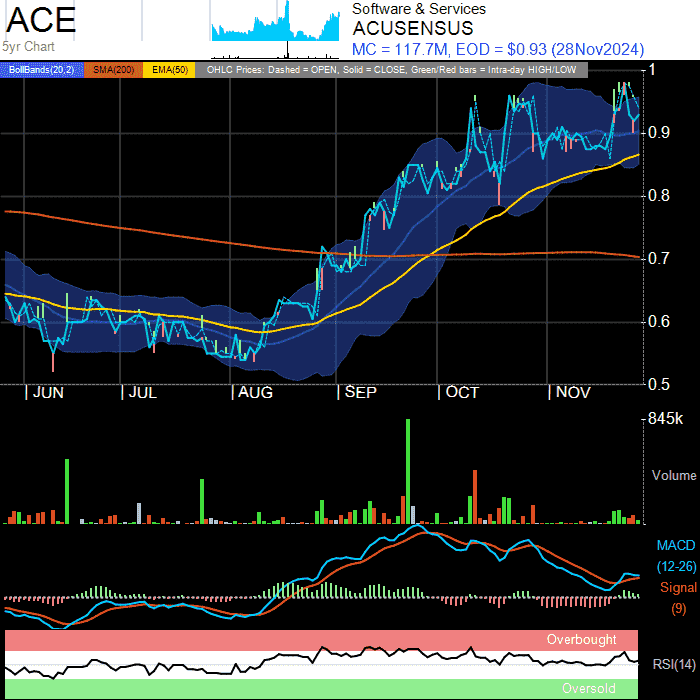 ACE
5yr Chart
Software & Services
ACUSENSUS
MC = 117.7M, EOD = $0.93 (28Nov2024)
BollBands(20,2) SMA(200) EMA(50) OHLC Prices: Dashed = OPEN, Solid = CLOSE, Green/Red bars = Intra-day HIGH/LOW
1
0.9
0.8
0.7
0.6
0.5
JUN JUL AUG SEP OCT NOV
845k
Volume
MACD
(12-26)
Signal
(9)
Overbought
RSI(14)
Oversold